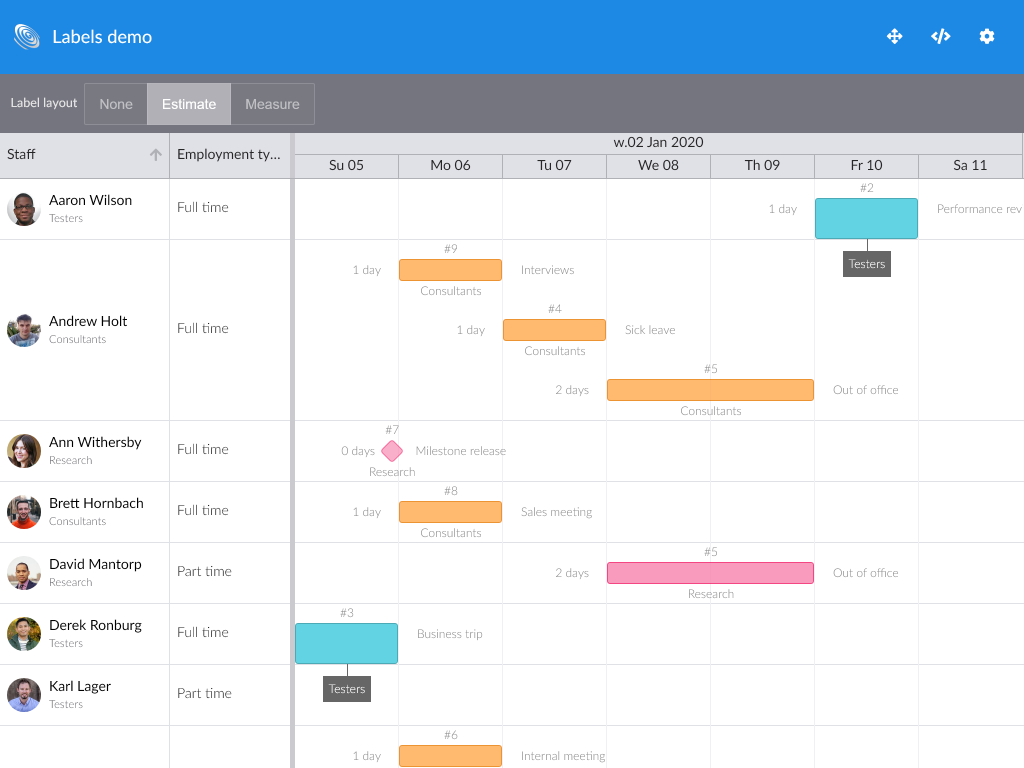 Labels demo
Label layout None Estimate Measure
Staff Employment ty... w.02 Jan 2020
Su 05 Mo 06 Tu 07 We 08 Th 09 Fr 10 Sa 11
#2
Aaron Wilson
Testers
Full time
1 day
Performance rev
Testers
#9
1 day
Interviews
Consultants
#4
Andrew Holt
Consultants
Full time
1 day
Sick leave
Consultants
#5
2 days
Out of office
Consultants
#7
Ann Withersby
Research
Full time
0 days
Milestone release
Research
#8
Brett Hornbach
Consultants
Full time
1 day
Sales meeting
Consultants
#5
David Mantorp
Research
Part time
2 days
Out of office
Research
#3
Derek Ronburg
Testers
Full time
Business trip
Testers
Karl Lager
Testers
Part time
#6
1 day
Internal meeting